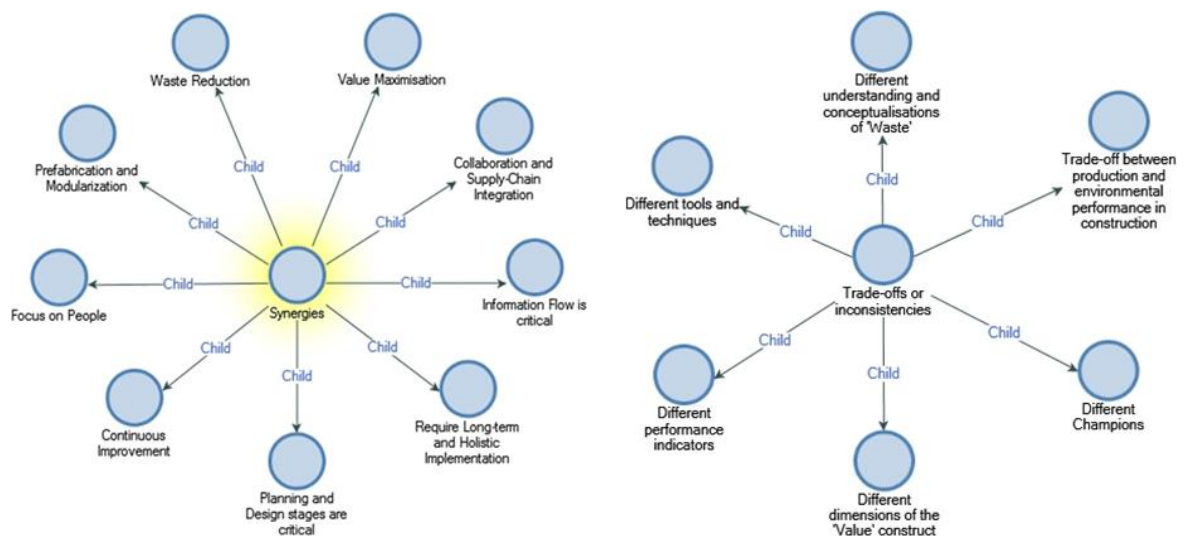 Waste Reduction
Value Maximisation
Prefabrication and
Modularization
Collaboration and
Supply-Chain
Integration
Child
Child
Child
Child
Focus on People
Child
Synergies
Child
Information Flow is
critical
Child
Child
Child
Continuous
Improvement
Planning and
Design stages are
critical
Require Long-term
and Holistic
Implementation
Different
understanding and
conceptualisations
of 'Waste'
Trade-off between
production and
environmental
performance in
construction
Different tools and
techniques
Child
Child
Child
Trade-offs or
inconsistencies
Child
Child
Child
Different
performance
indicators
Different
dimensions of the
'Value' construct
Different
Champions